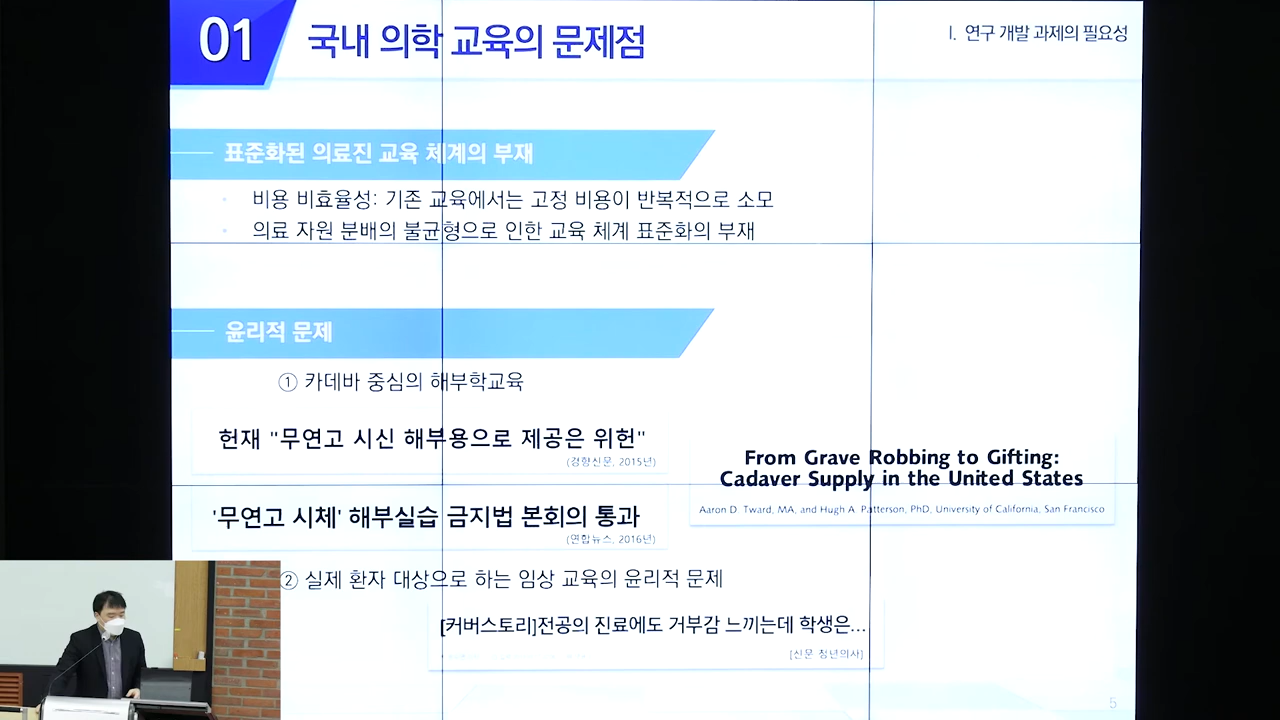 01
국내 의학 교육의 문제점
Ⅰ. 연구 개발 과제의 필요성
표준화된 의료진 교육 체계의 부재
• 비용 비효율성: 기존 교육에서는 고정 비용이 반복적으로 소모
• 의료 자원 분배의 불균형으로 인한 교육 체계 표준화의 부재
윤리적 문제
① 카데바 중심의 해부학교육
헌재 "무연고 시신 해부용으로 제공은 위헌"
(경향신문, 2015년)
From Grave Robbing to Gifting:
Cadaver Supply in the United States
Aaron D. Tward, MA, and Hugh A. Patterson, PhD, University of California, San Francisco
'무연고 시체' 해부실습 금지법 본회의 통과
(연합뉴스, 2016년)
② 실제 환자 대상으로 하는 임상 교육의 윤리적 문제
[커버스토리]전공의 진료에도 거부감 느끼는데 학생은...
[신문 청년의사]
5